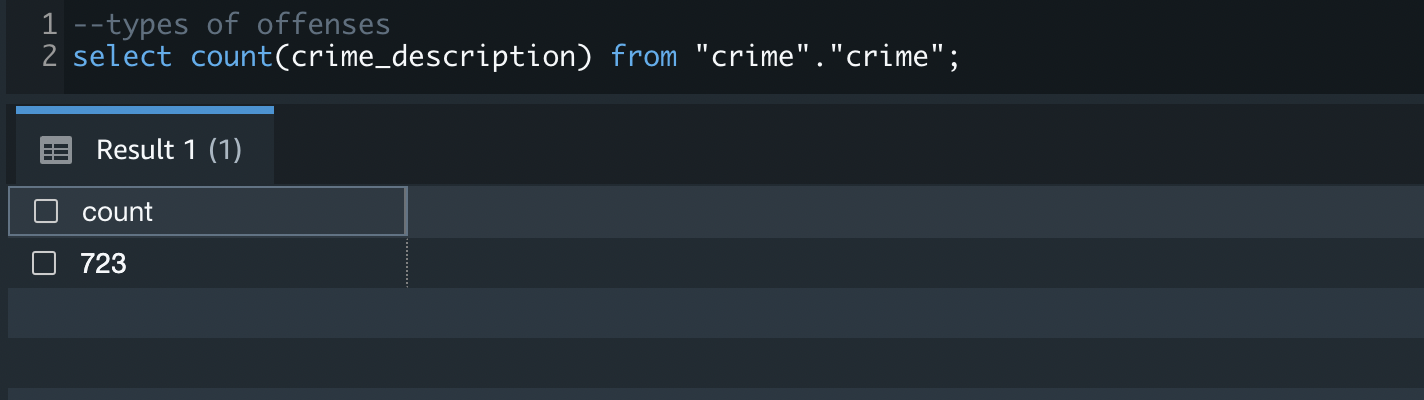 1 --types of offenses
2 select count(crime_description) from "crime"."crime";
Result 1 (1)
count
723